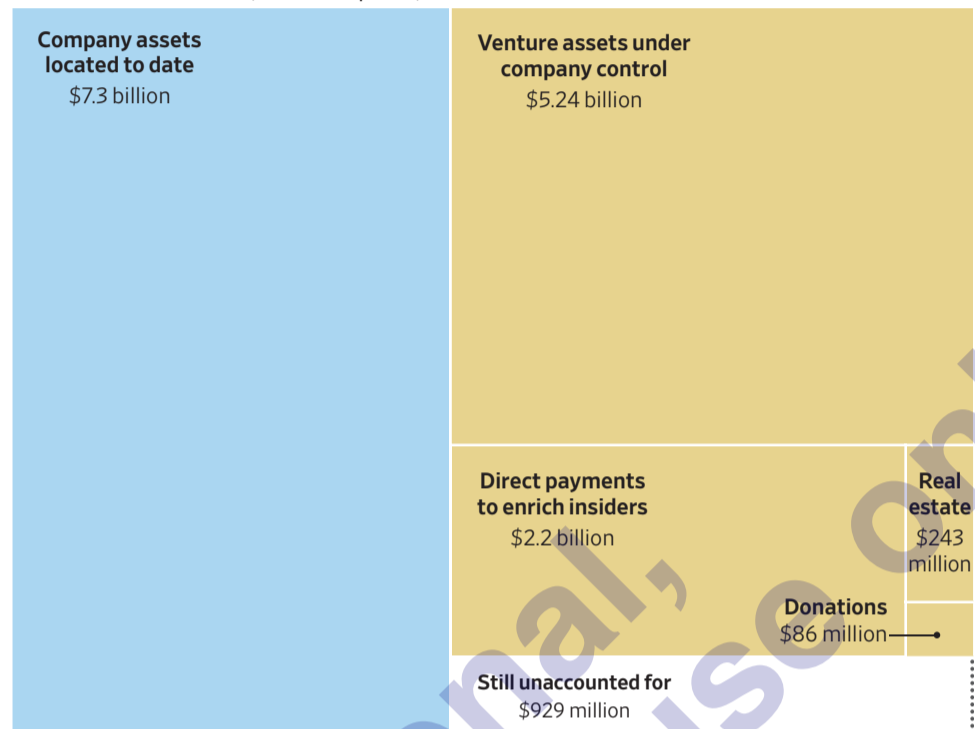 Company assets
located to date
$7.3 billion
Venture assets under
company control
$5.24 billion
Direct payments
to enrich insiders
$2.2 billion
Real
estate
$243
million
Donations
$86 million
Still unaccounted for
$929 million